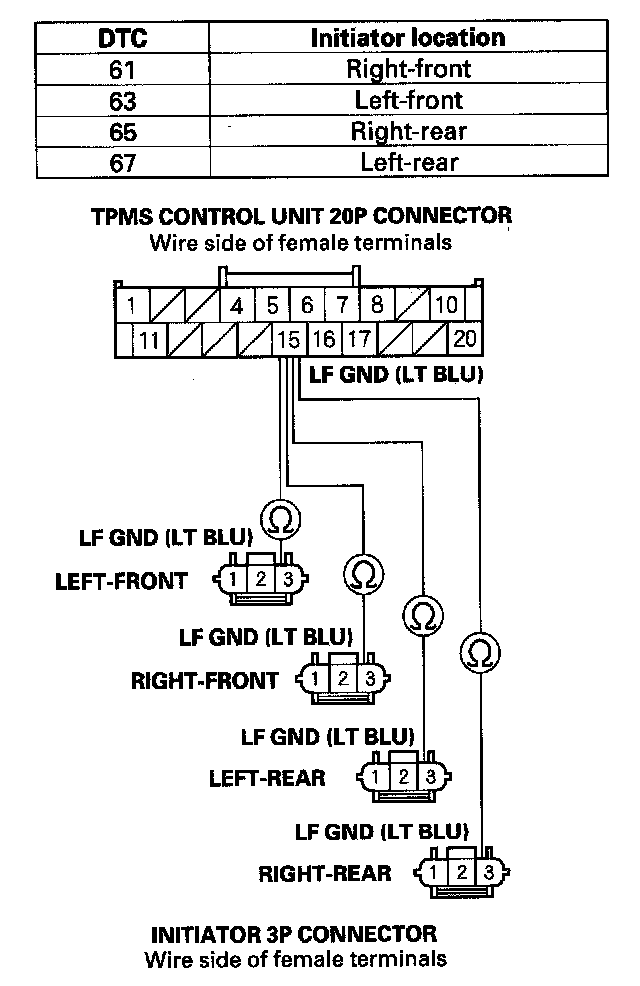 DTC Initiator location
61 Right-front
63 Left-front
65 Right-rear
67 Left-rear
TPMS CONTROL UNIT 20P CONNECTOR
Wire side of female terminals
1 4 5 6 7 8 10
11 15 16 17 20
LF GND (LT BLU)
Ω
LF GND (LT BLU)
LEFT-FRONT
1 2 3
Ω
LF GND (LT BLU)
RIGHT-FRONT
1 2 3
Ω
LF GND (LT BLU)
LEFT-REAR
1 2 3
Ω
LF GND (LT BLU)
RIGHT-REAR
1 2 3
INITIATOR 3P CONNECTOR
Wire side of female terminals